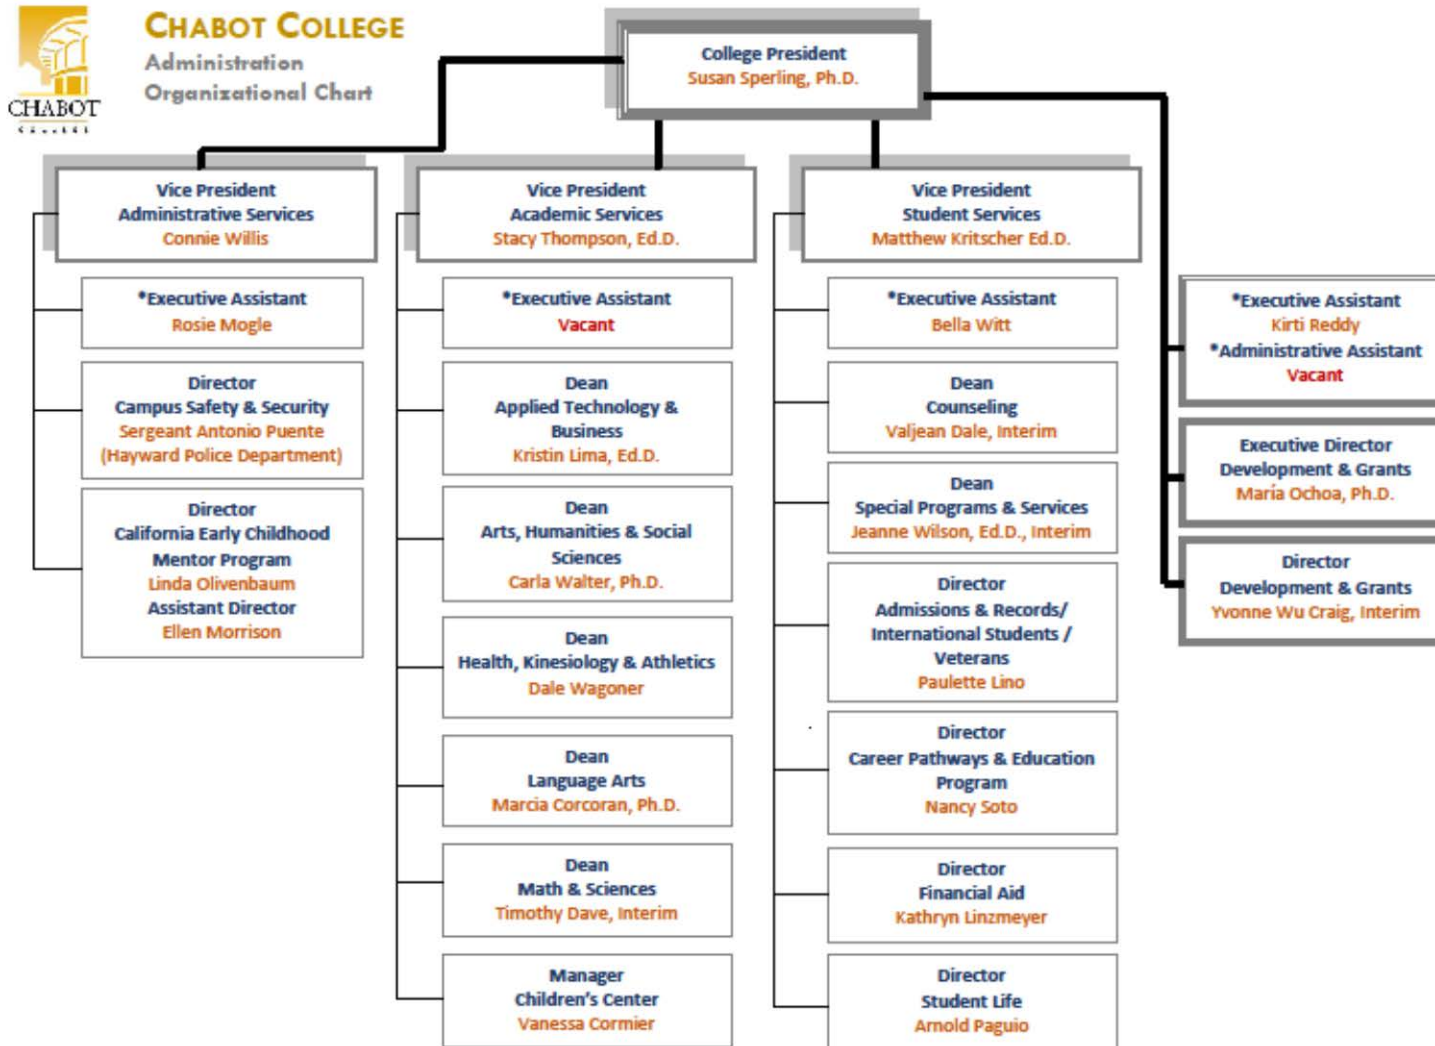 CHABOT COLLEGE
Administration
Organizational Chart
CHABOT
COLLEGE
College President
Susan Sperling, Ph.D.
Vice President
Administrative Services
Connie Willis
*Executive Assistant
Rosie Mogle
Director
Campus Safety & Security
Sergeant Antonio Puente
(Hayward Police Department)
Director
California Early Childhood
Mentor Program
Linda Olivenbaum
Assistant Director
Ellen Morrison
Vice President
Academic Services
Stacy Thompson, Ed.D.
*Executive Assistant
Vacant
Dean
Applied Technology &
Business
Kristin Lima, Ed.D.
Dean
Arts, Humanities & Social
Sciences
Carla Walter, Ph.D.
Dean
Health, Kinesiology & Athletics
Dale Wagoner
Dean
Language Arts
Marcia Corcoran, Ph.D.
Dean
Math & Sciences
Timothy Dave, Interim
Manager
Children's Center
Vanessa Cormier
Vice President
Student Services
Matthew Kritscher Ed.D.
*Executive Assistant
Bella Witt
Dean
Counseling
Valjean Dale, Interim
Dean
Special Programs & Services
Jeanne Wilson, Ed.D., Interim
Director
Admissions & Records/
International Students /
Veterans
Paulette Lino
Director
Career Pathways & Education
Program
Nancy Soto
Director
Financial Aid
Kathryn Linzmeyer
Director
Student Life
Arnold Paguio
*Executive Assistant
Kirti Reddy
*Administrative Assistant
Vacant
Executive Director
Development & Grants
María Ochoa, Ph.D.
Director
Development & Grants
Yvonne Wu Craig, Interim